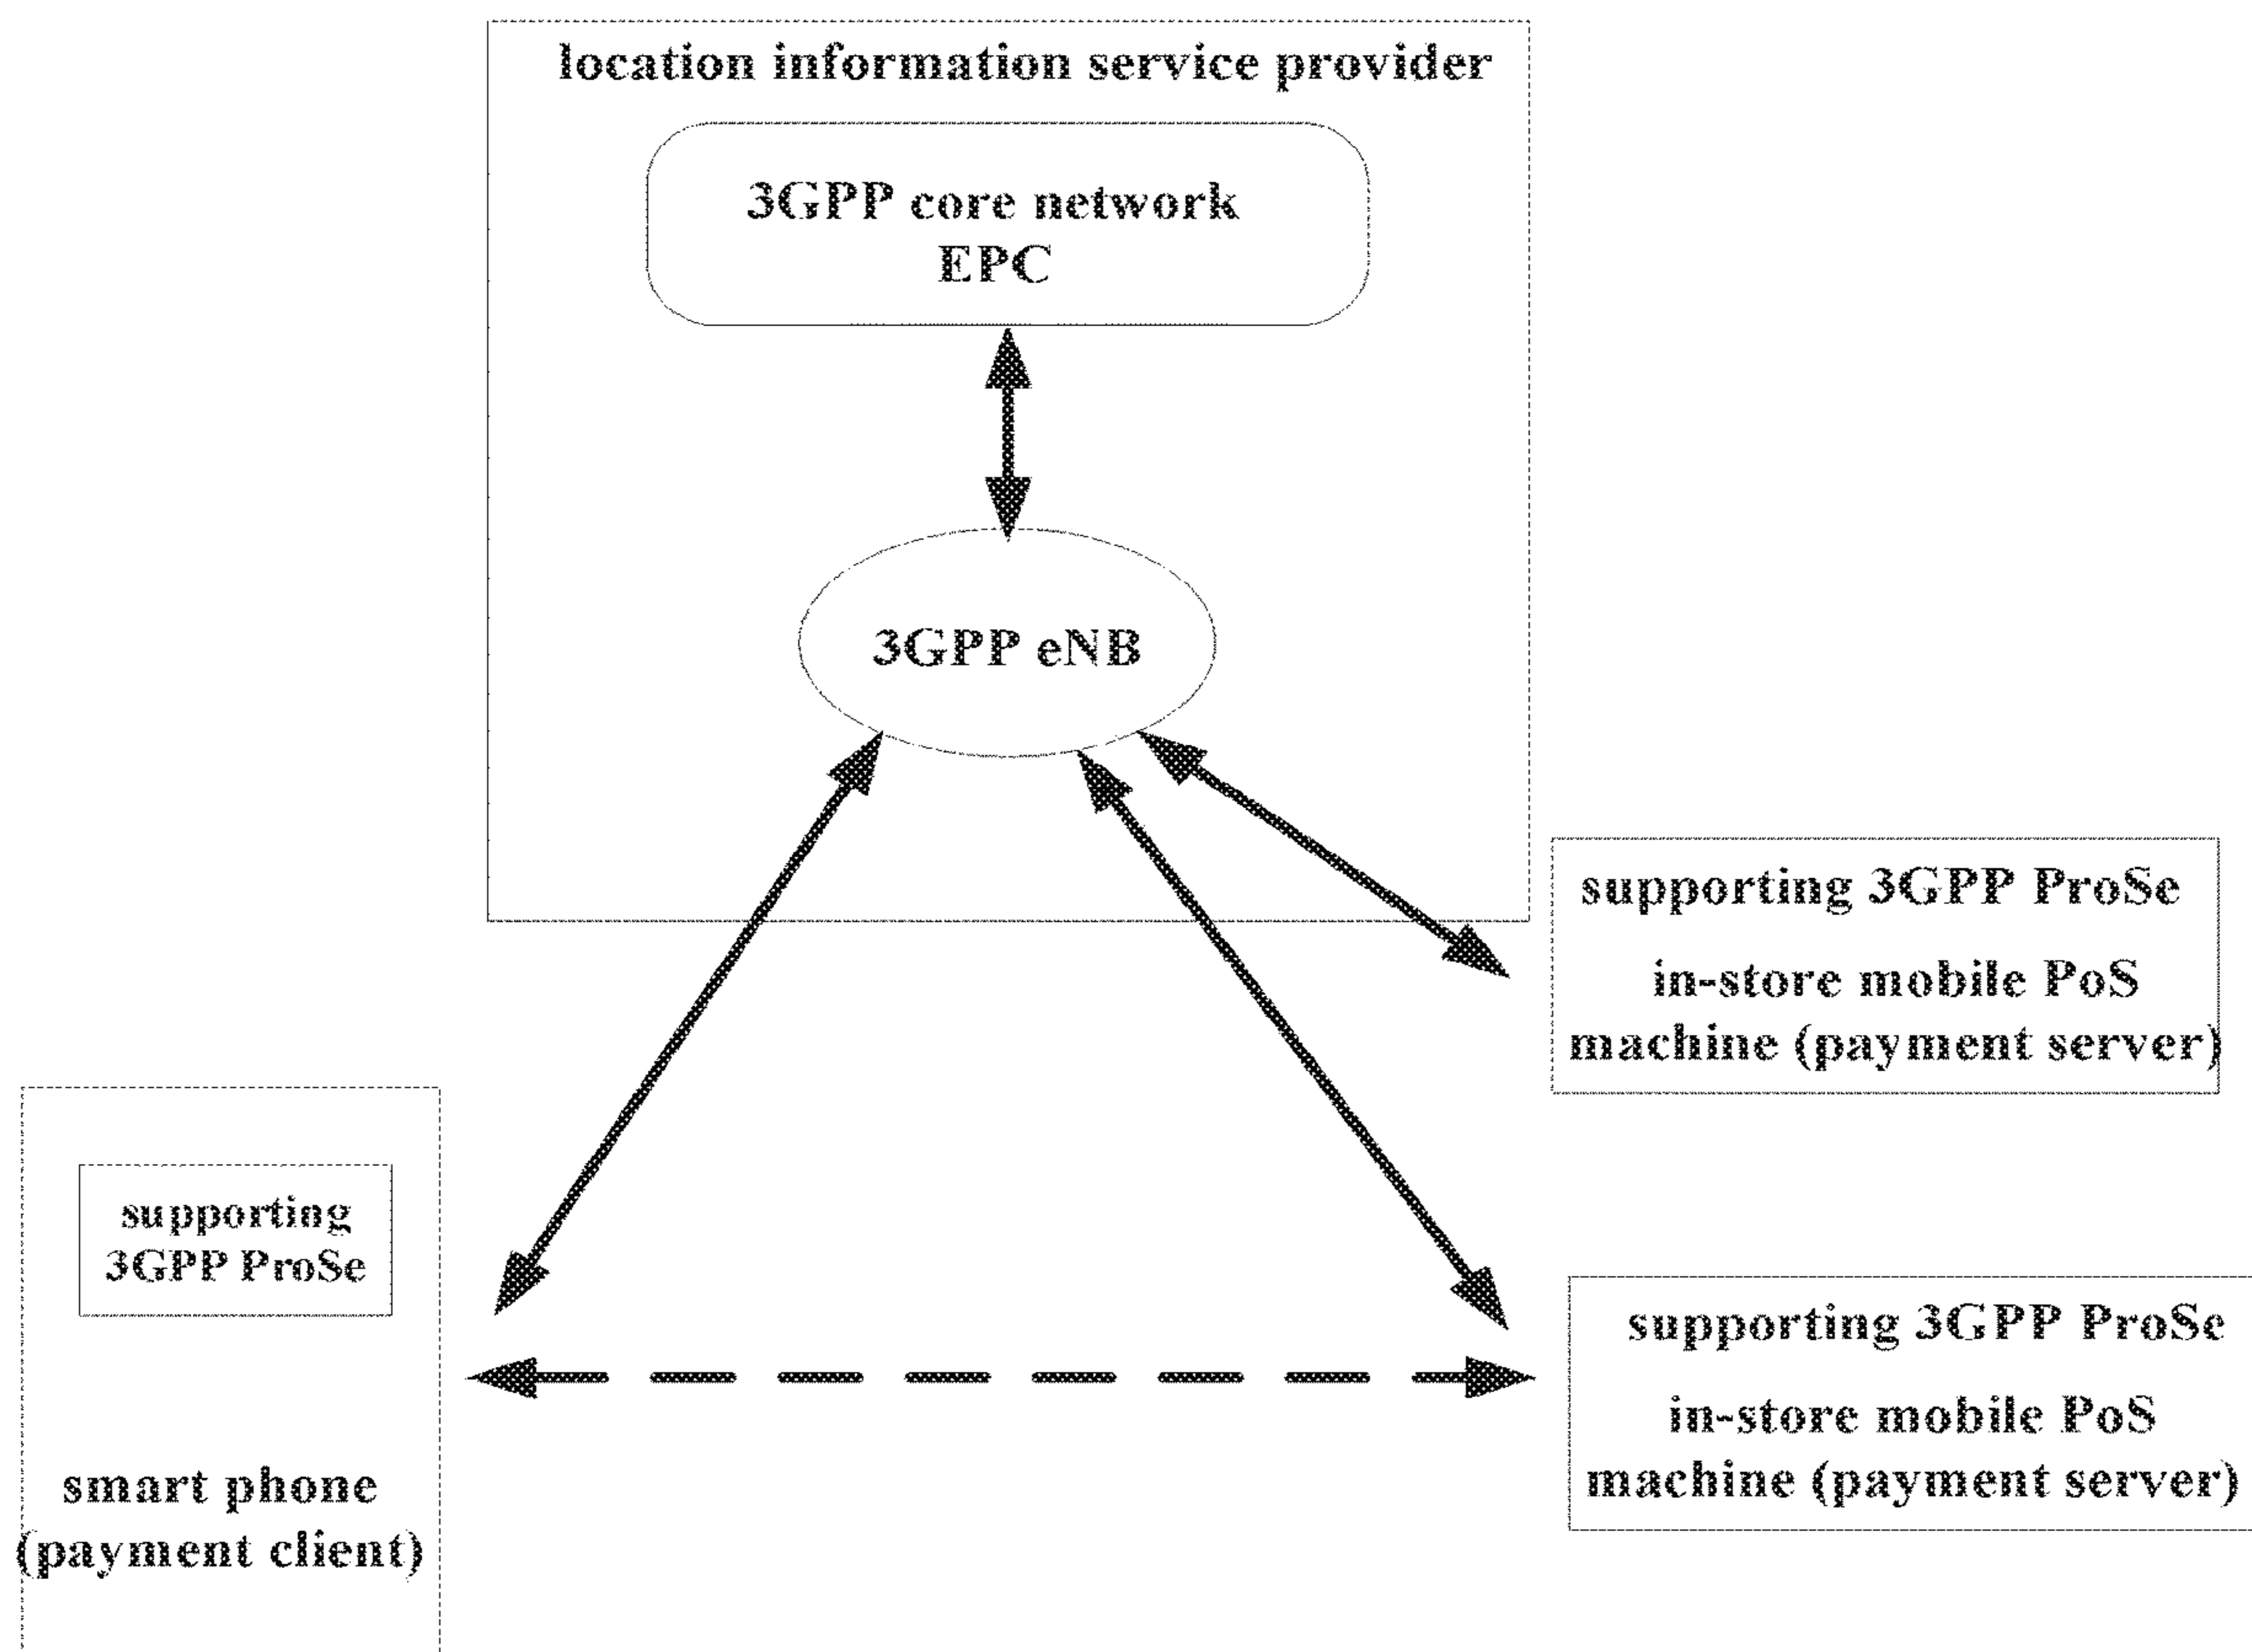 location information service provider
3GPP core network
EPC
3GPP eNB
supporting 3GPP ProSe
in-store mobile PoS
machine (payment server)
supporting
3GPP ProSe
smart phone
(payment client)
supporting 3GPP ProSe
in-store mobile PoS
machine (payment server)